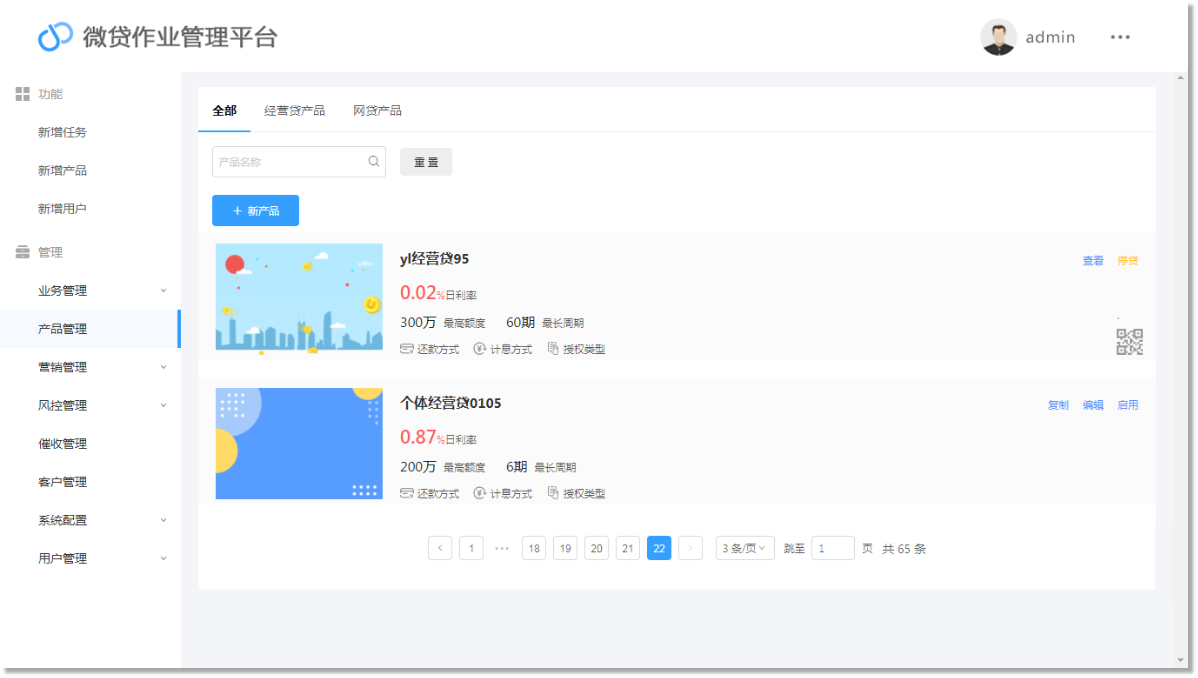 微贷作业管理平台
admin
功能
新增任务
新增产品
新增用户
管理
业务管理
产品管理
营销管理
风控管理
催收管理
客户管理
系统配置
用户管理
全部 经营贷产品 网贷产品
产品名称 重 置
+ 新产品
yl经营贷95 查看 停贷
0.02%日利率
300万 最高额度 60期 最长周期
还款方式 计息方式 授权类型
个体经营贷0105 复制 编辑 启用
0.87%日利率
200万 最高额度 6期 最长周期
还款方式 计息方式 授权类型
< 1 ••• 18 19 20 21 22 > 3 条/页 跳至 1 页 共 65 条